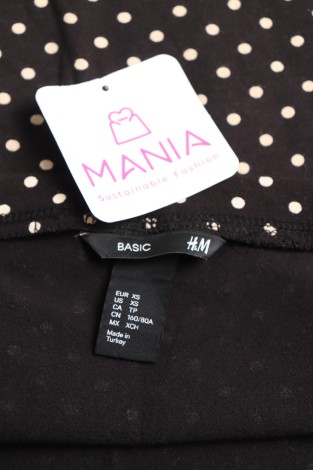 MANIA
Sustainable Fashion
BASIC H&M
EUR XS
US XS
CA TP
CN 160/80A
MX XCH
Made in
Turkey